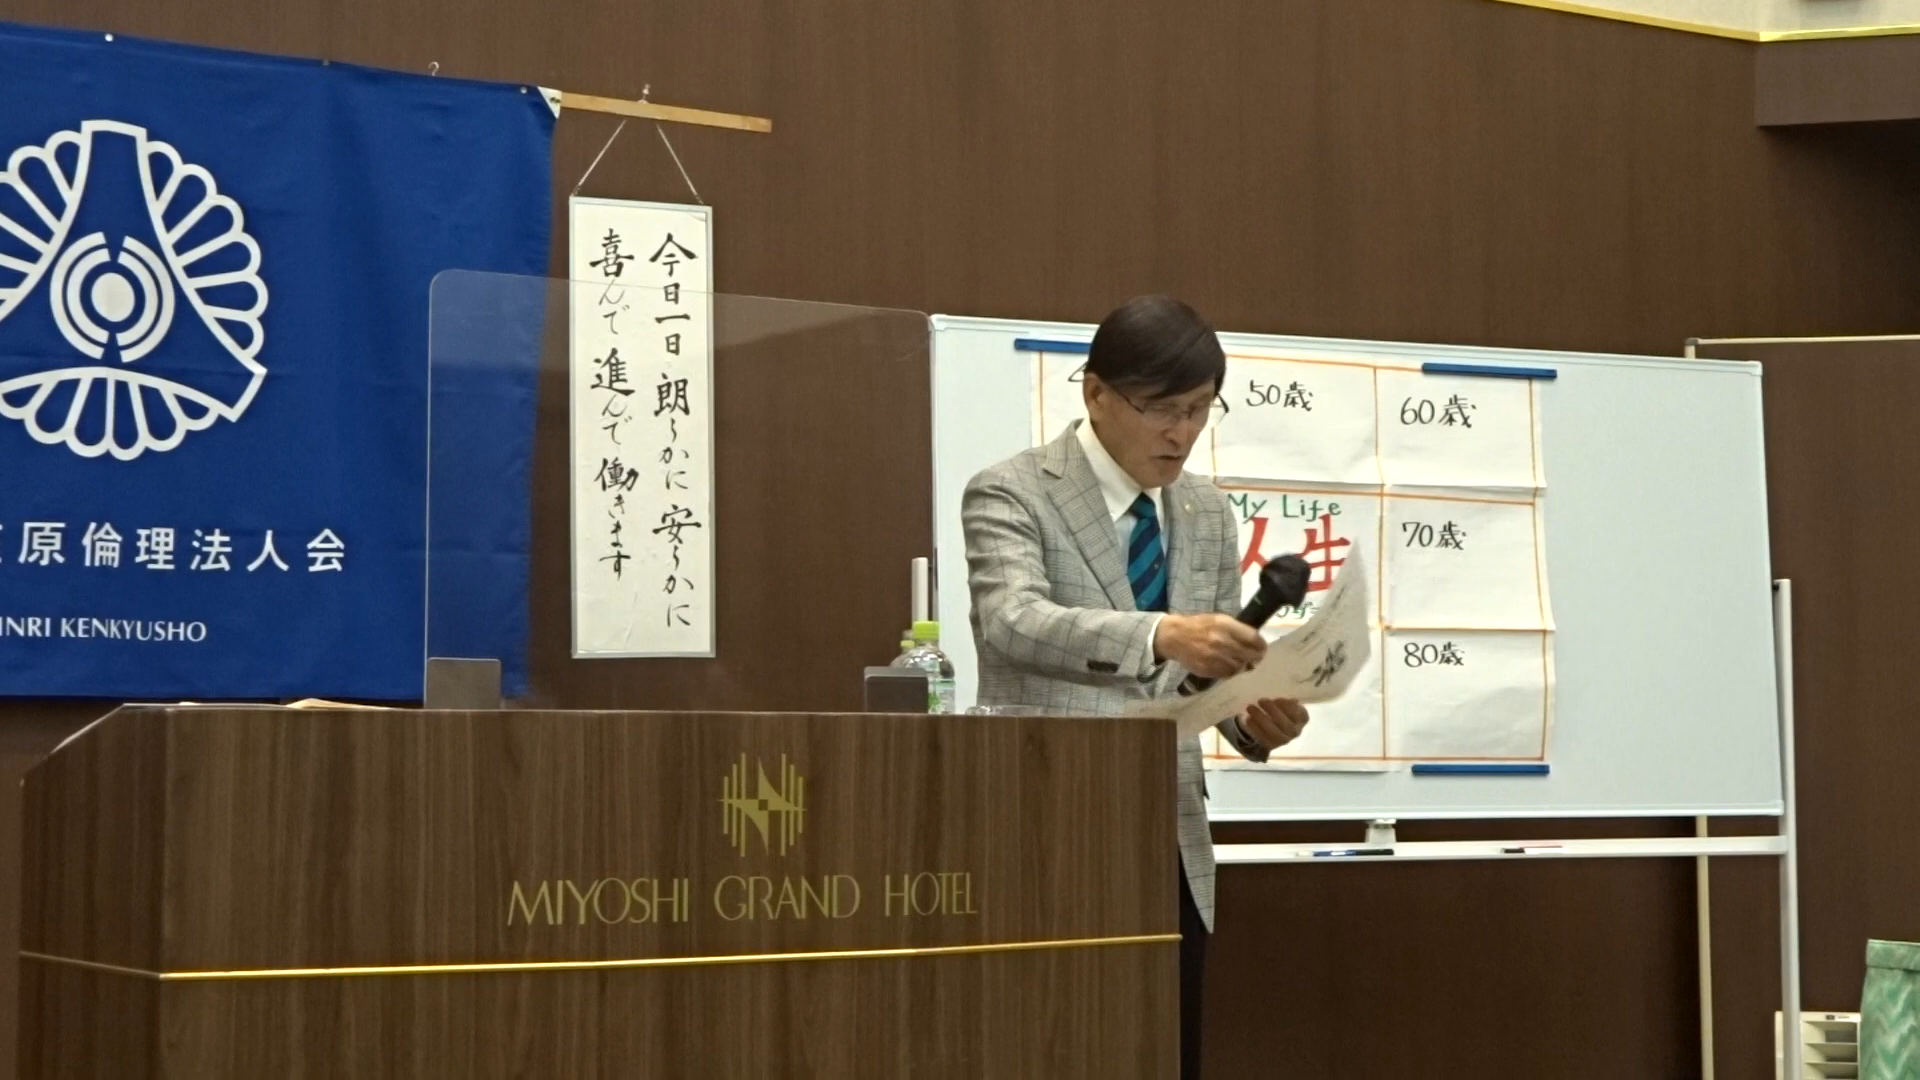 原倫理法人会
INRI KENKYUSHO
今日一日 朗らかに 安らかに
喜んで 進んで 働きます
50歳
60歳
My Life
人生
70歳
80歳
MIYOSHI GRAND HOTEL